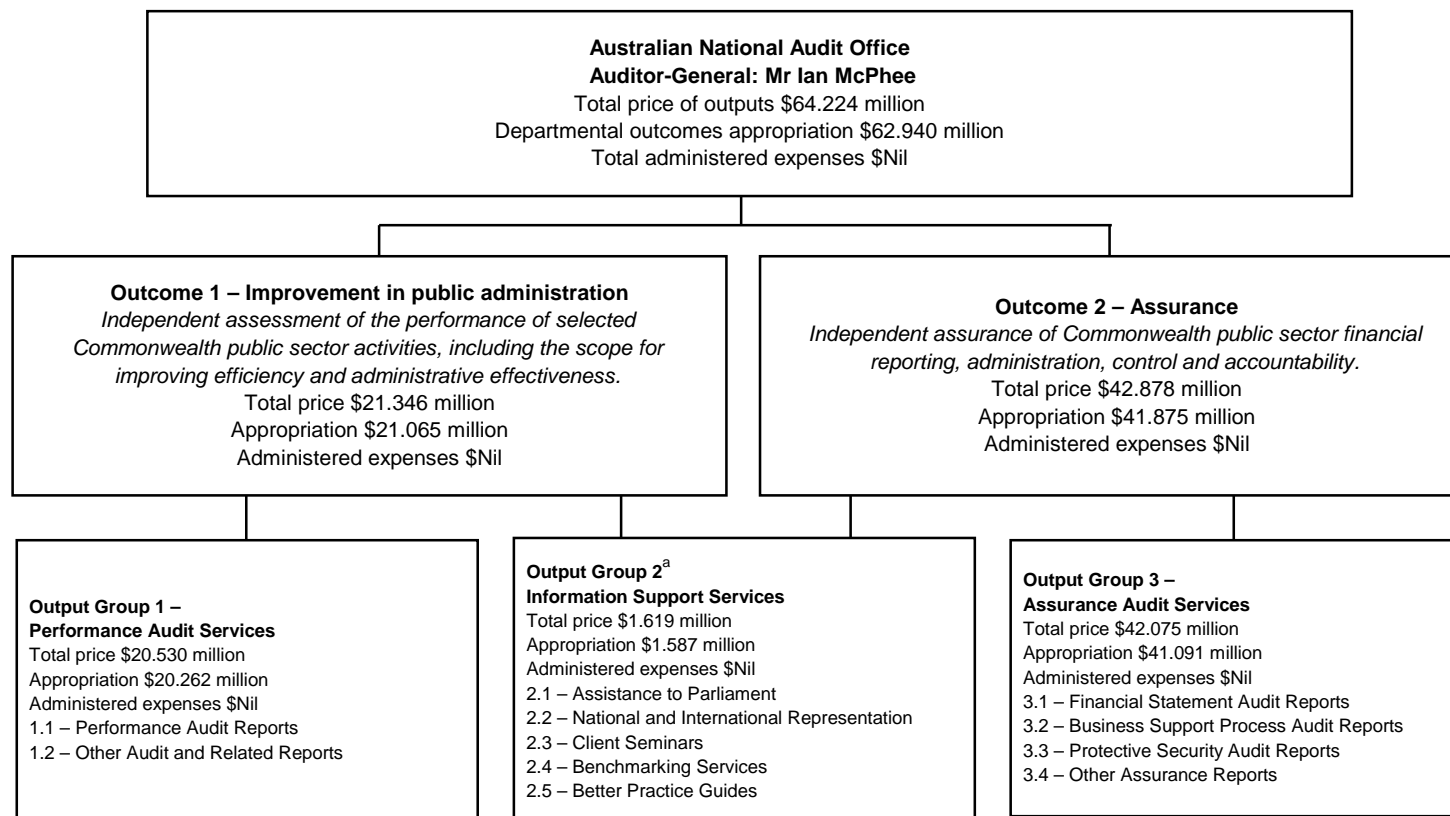 Australian National Audit Office
Auditor-General: Mr Ian McPhee
Total price of outputs $64.224 million
Departmental outcomes appropriation $62.940 million
Total administered expenses $Nil
Outcome 1 – Improvement in public administration
Independent assessment of the performance of selected
Commonwealth public sector activities, including the scope for
improving efficiency and administrative effectiveness.
Total price $21.346 million
Appropriation $21.065 million
Administered expenses $Nil
Outcome 2 – Assurance
Independent assurance of Commonwealth public sector financial
reporting, administration, control and accountability.
Total price $42.878 million
Appropriation $41.875 million
Administered expenses $Nil
Output Group 1 –
Performance Audit Services
Total price $20.530 million
Appropriation $20.262 million
Administered expenses $Nil
1.1 – Performance Audit Reports
1.2 – Other Audit and Related Reports
Output Group 2a
Information Support Services
Total price $1.619 million
Appropriation $1.587 million
Administered expenses $Nil
2.1 – Assistance to Parliament
2.2 – National and International Representation
2.3 – Client Seminars
2.4 – Benchmarking Services
2.5 – Better Practice Guides
Output Group 3 –
Assurance Audit Services
Total price $42.075 million
Appropriation $41.091 million
Administered expenses $Nil
3.1 – Financial Statement Audit Reports
3.2 – Business Support Process Audit Reports
3.3 – Protective Security Audit Reports
3.4 – Other Assurance Reports